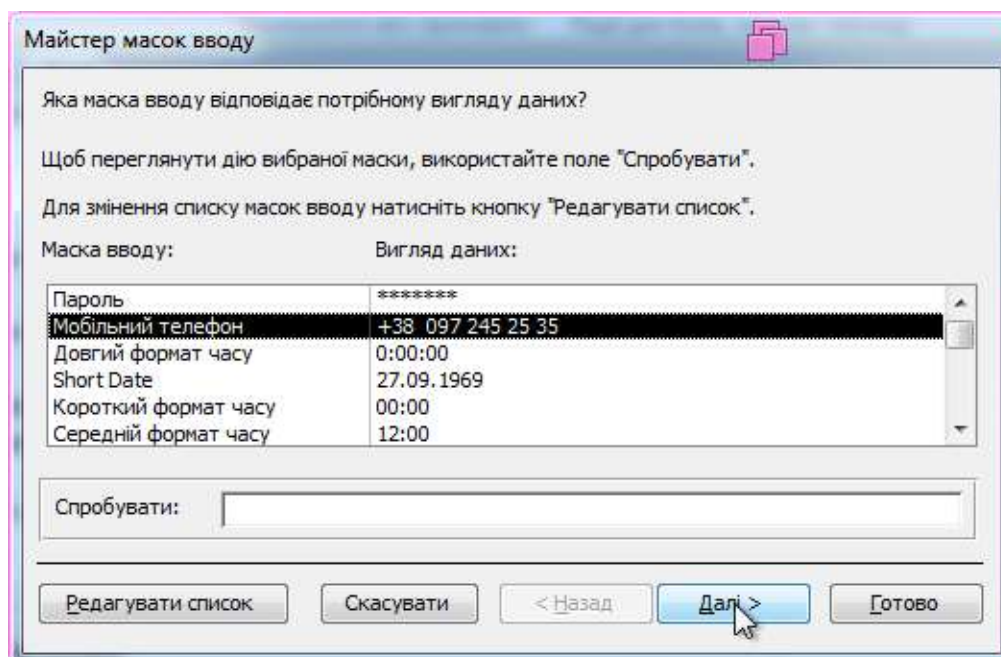 Майстер масок вводу
Яка маска вводу відповідає потрібному вигляду даних?
Щоб переглянути дію вибраної маски, використайте поле "Спробувати".
Для змінення списку масок вводу натисніть кнопку "Редагувати список".
Маска вводу: Вигляд даних:
Пароль *******
Мобільний телефон +38 097 245 25 35
Довгий формат часу 0:00:00
Short Date 27.09.1969
Короткий формат часу 00:00
Середній формат часу 12:00
Спробувати:
Редагувати список Скасувати < Назад Далі > Готово